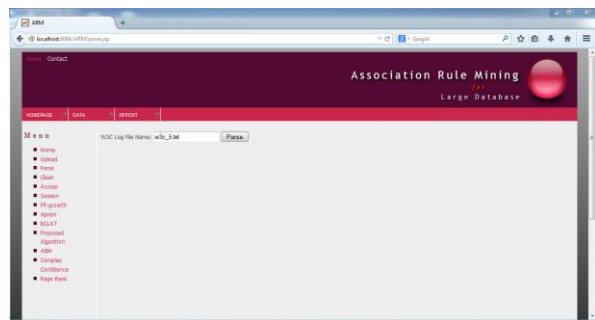 ARM
localhost:8084/ARM/parse.jsp
Google
Home Contact
Association Rule Mining
for
Large Database
HOMEPAGE DATA REPORT
Menu
W3C Log File Name: w3c_5.txt Parse
Home
Upload
Parse
Clean
Access
Session
FP-growth
Apriori
ECLAT
Proposed
Algorithm
ARM
Complex
Confidence
Page Rank